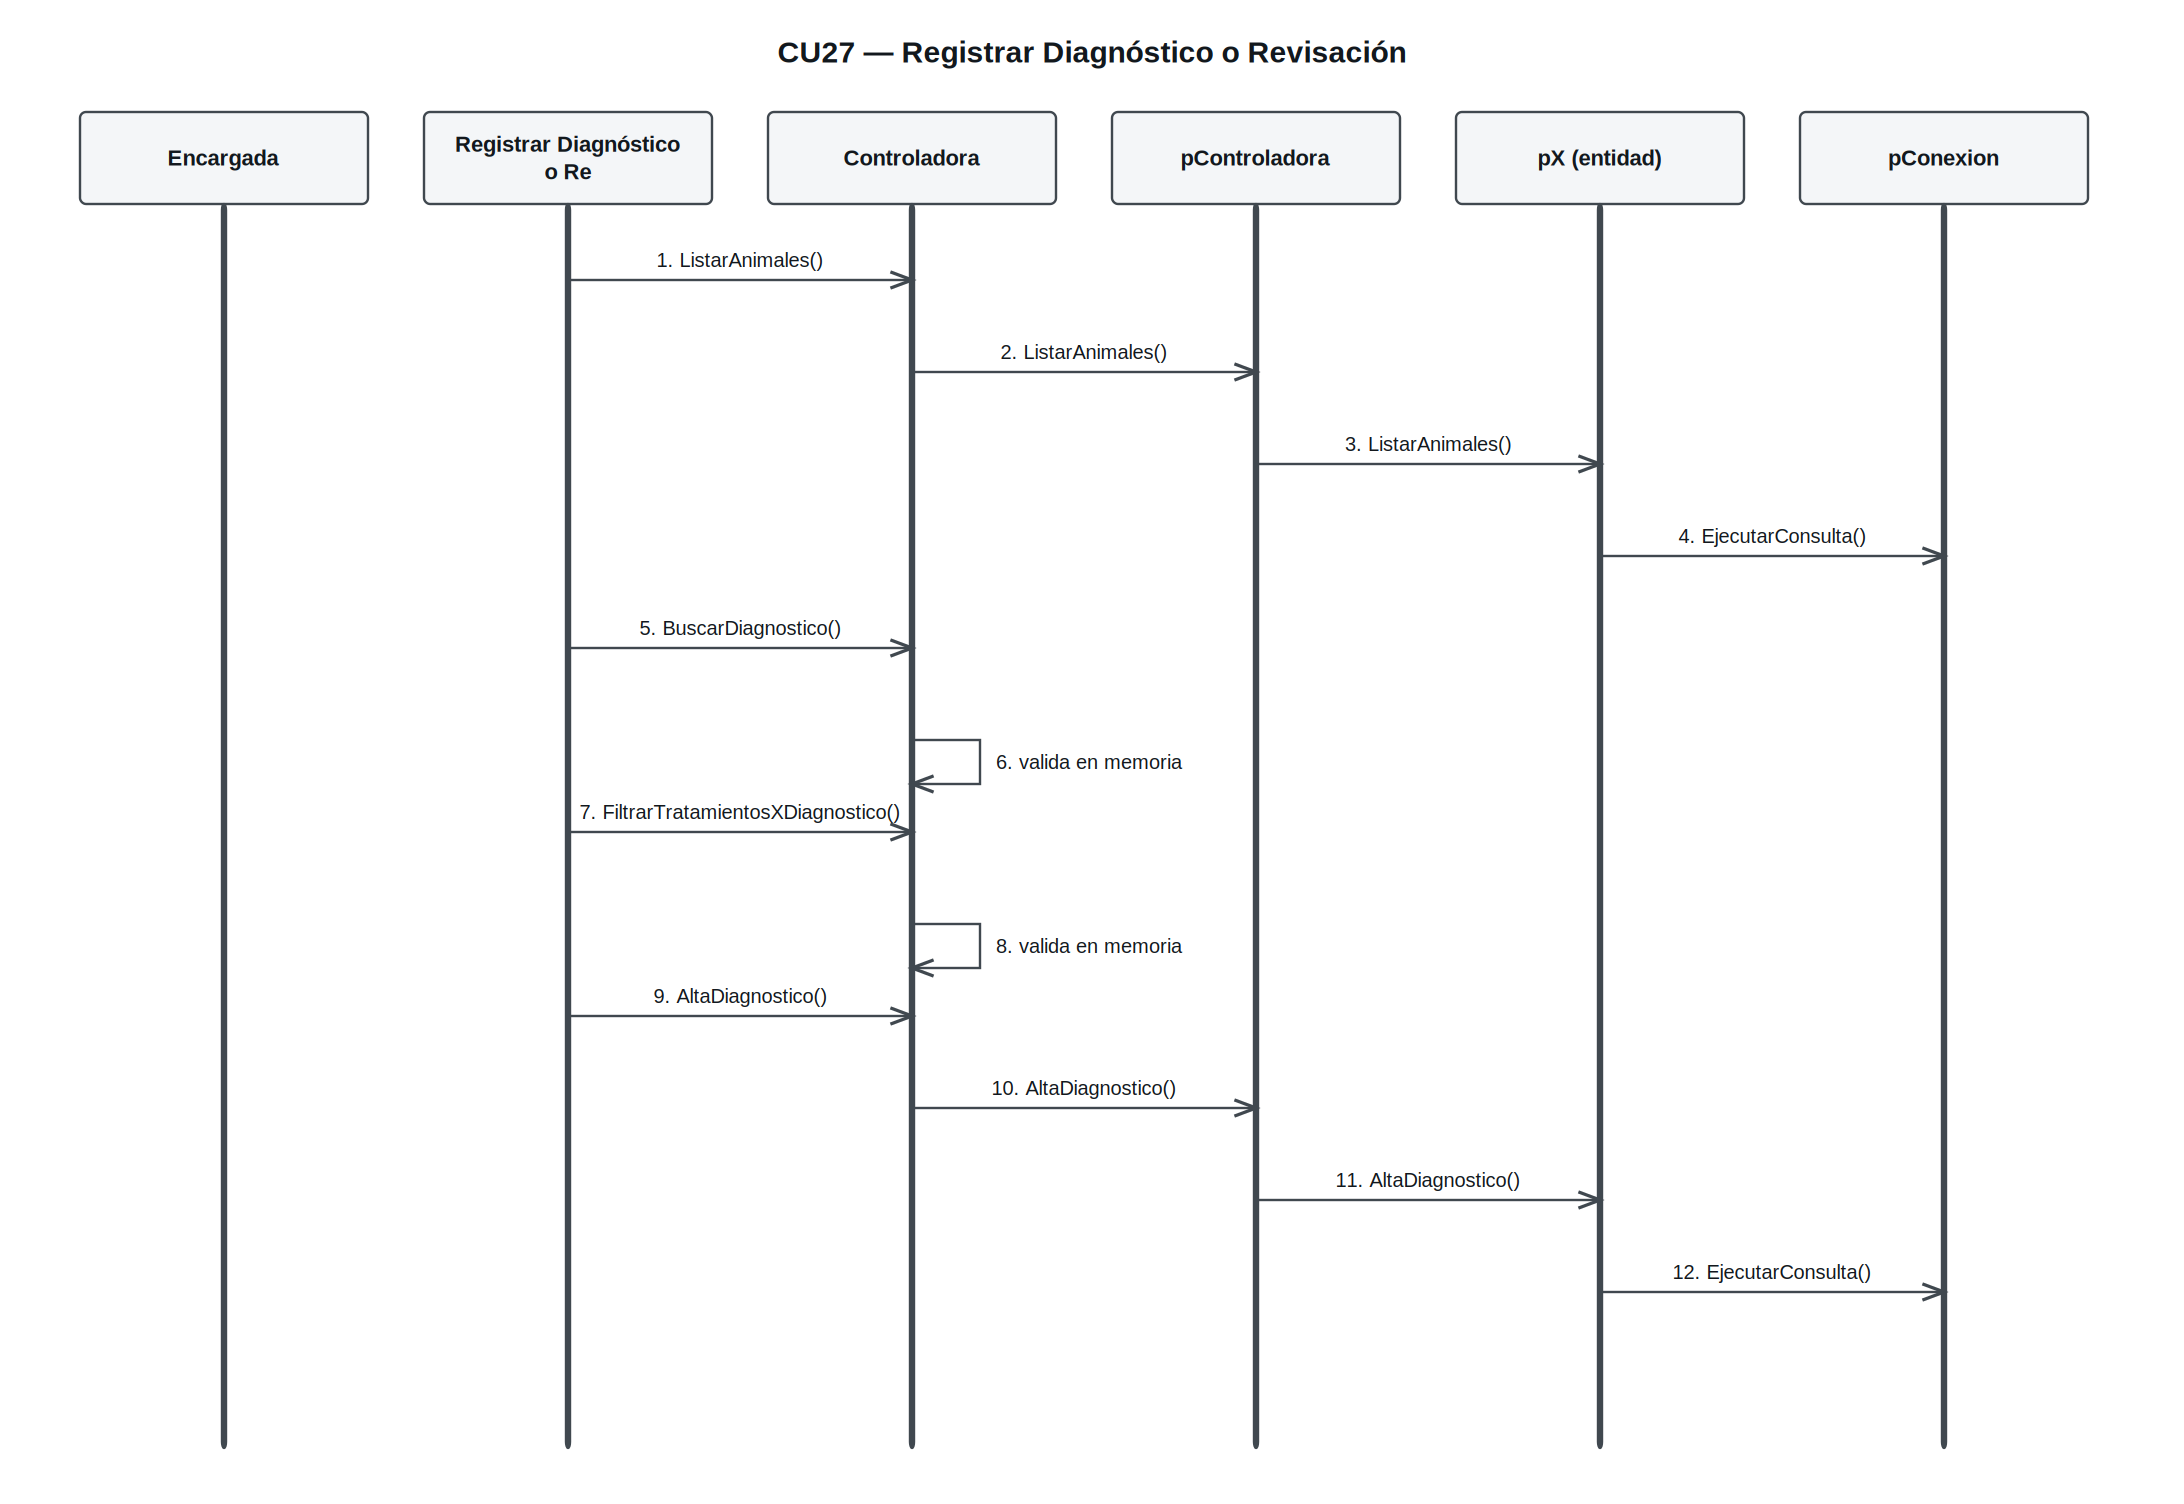 CU27 — Registrar Diagnóstico o Revisación
Encargada
Registrar Diagnóstico
o Re
Controladora
pControladora
pX (entidad)
pConexion
1. ListarAnimales()
2. ListarAnimales()
3. ListarAnimales()
4. EjecutarConsulta()
5. BuscarDiagnostico()
6. valida en memoria
7. FiltrarTratamientosXDiagnostico()
8. valida en memoria
9. AltaDiagnostico()
10. AltaDiagnostico()
11. AltaDiagnostico()
12. EjecutarConsulta()